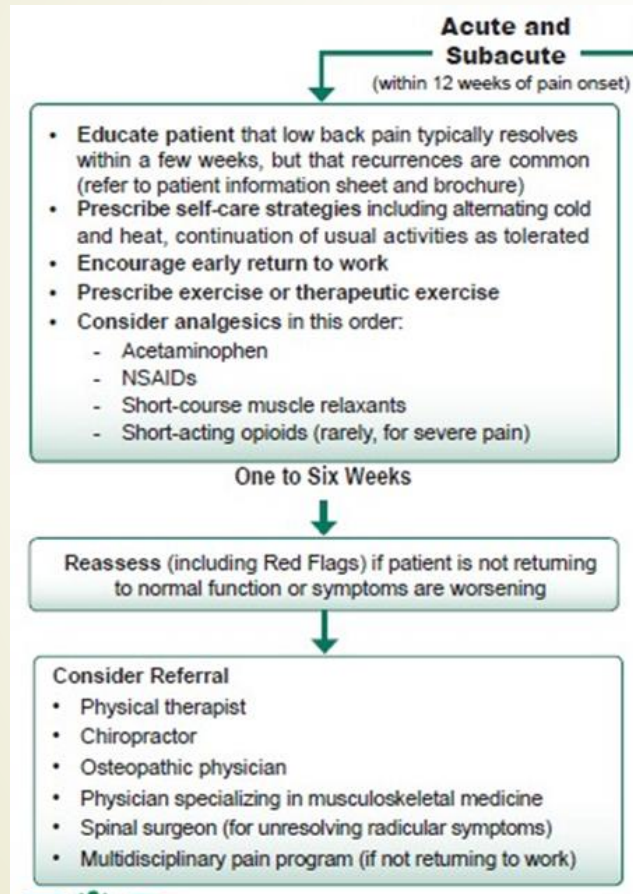 Acute and
Subacute
(within 12 weeks of pain onset)
• Educate patient that low back pain typically resolves
within a few weeks, but that recurrences are common
(refer to patient information sheet and brochure)
• Prescribe self-care strategies including alternating cold
and heat, continuation of usual activities as tolerated
• Encourage early return to work
• Prescribe exercise or therapeutic exercise
• Consider analgesics in this order:
- Acetaminophen
- NSAIDs
- Short-course muscle relaxants
- Short-acting opioids (rarely, for severe pain)
One to Six Weeks
Reassess (including Red Flags) if patient is not returning
to normal function or symptoms are worsening
Consider Referral
• Physical therapist
• Chiropractor
• Osteopathic physician
• Physician specializing in musculoskeletal medicine
• Spinal surgeon (for unresolving radicular symptoms)
• Multidisciplinary pain program (if not returning to work)